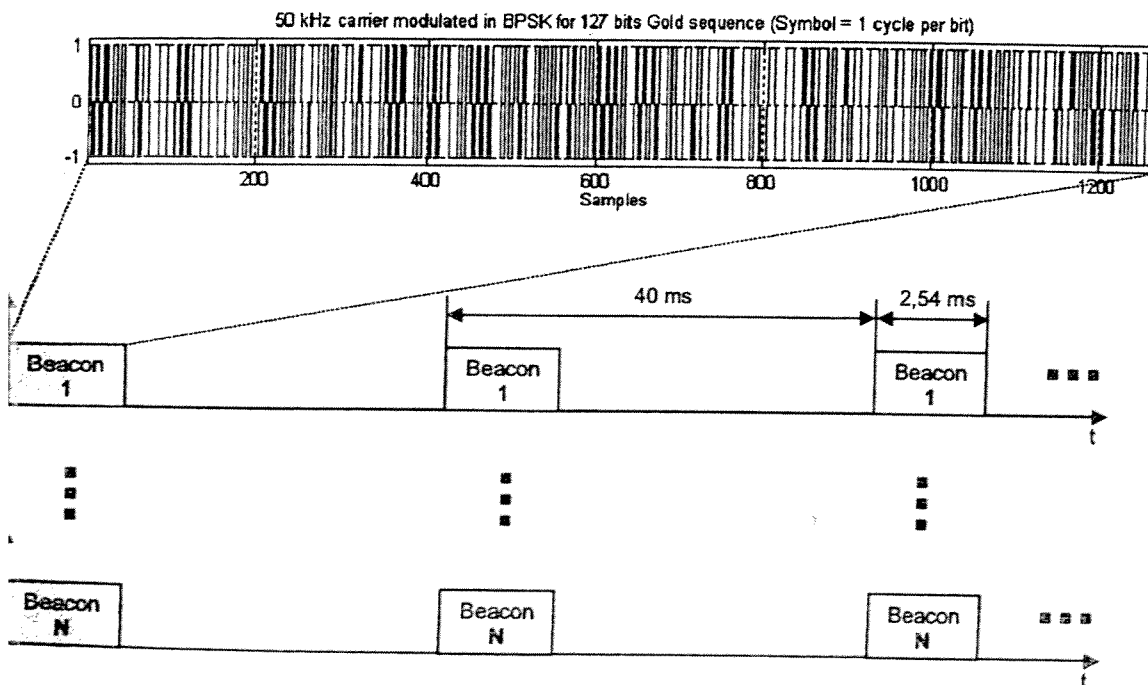 50 kHz carrier modulated in BPSK for 127 bits Gold sequence (Symbol = 1 cycle per bit)
1
0
-1
200
400
600
800
1000
1200
Samples
40 ms
2,54 ms
Beacon
1
Beacon
1
Beacon
1
t
Beacon
N
Beacon
N
Beacon
N
t